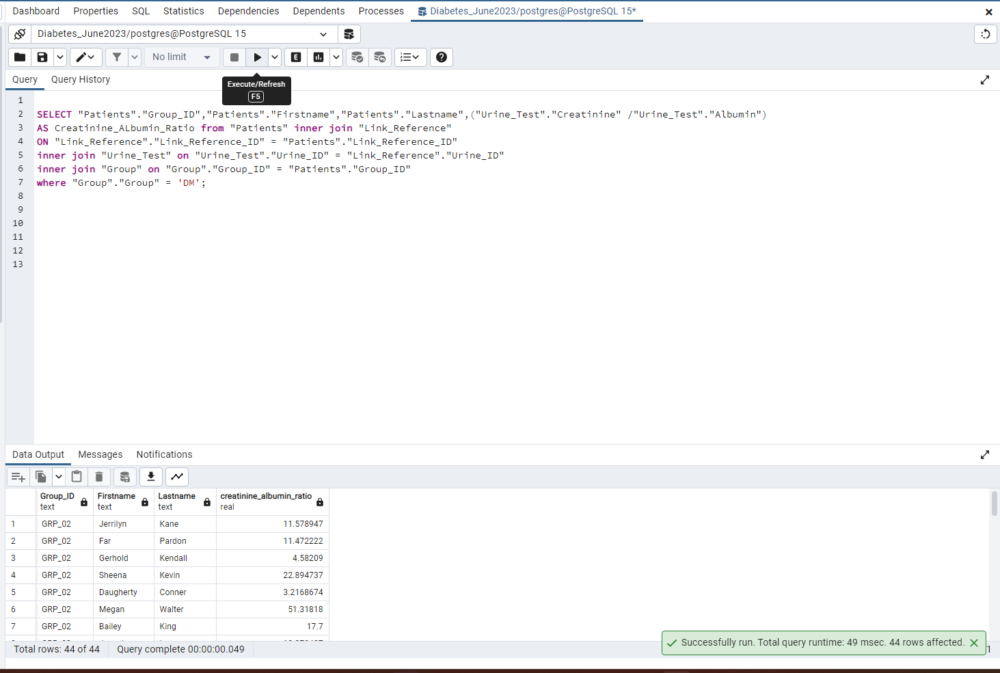 Dashboard Properties SQL Statistics Dependencies Dependents Processes Diabetes_June2023/postgres@PostgreSQL 15*
Diabetes_June2023/postgres@PostgreSQL 15
No limit E
Query Query History
Execute/Refresh
F5
1
2 SELECT "Patients"."Group_ID","Patients"."Firstname","Patients"."Lastname",("Urine_Test"."Creatinine" /"Urine_Test"."Albumin")
3 AS Creatinine_ALbumin_Ratio from "Patients" inner join "Link_Reference"
4 ON "Link_Reference"."Link_Reference_ID" = "Patients"."Link_Reference_ID"
5 inner join "Urine_Test" on "Urine_Test"."Urine_ID" = "Link_Reference"."Urine_ID"
6 inner join "Group" on "Group"."Group_ID" = "Patients"."Group_ID"
7 where "Group"."Group" = 'DM';
8
9
10
11
12
13
Data Output Messages Notifications
Group_ID Firstname Lastname creatinine_albumin_ratio
text text text real
1 GRP_02 Jerrilyn Kane 11.578947
2 GRP_02 Far Pardon 11.472222
3 GRP_02 Gerhold Kendall 4.58209
4 GRP_02 Sheena Kevin 22.894737
5 GRP_02 Daugherty Conner 3.2168674
6 GRP_02 Megan Walter 51.31818
7 GRP_02 Bailey King 17.7
Successfully run. Total query runtime: 49 msec. 44 rows affected.
Total rows: 44 of 44 Query complete 00:00:00.049 1